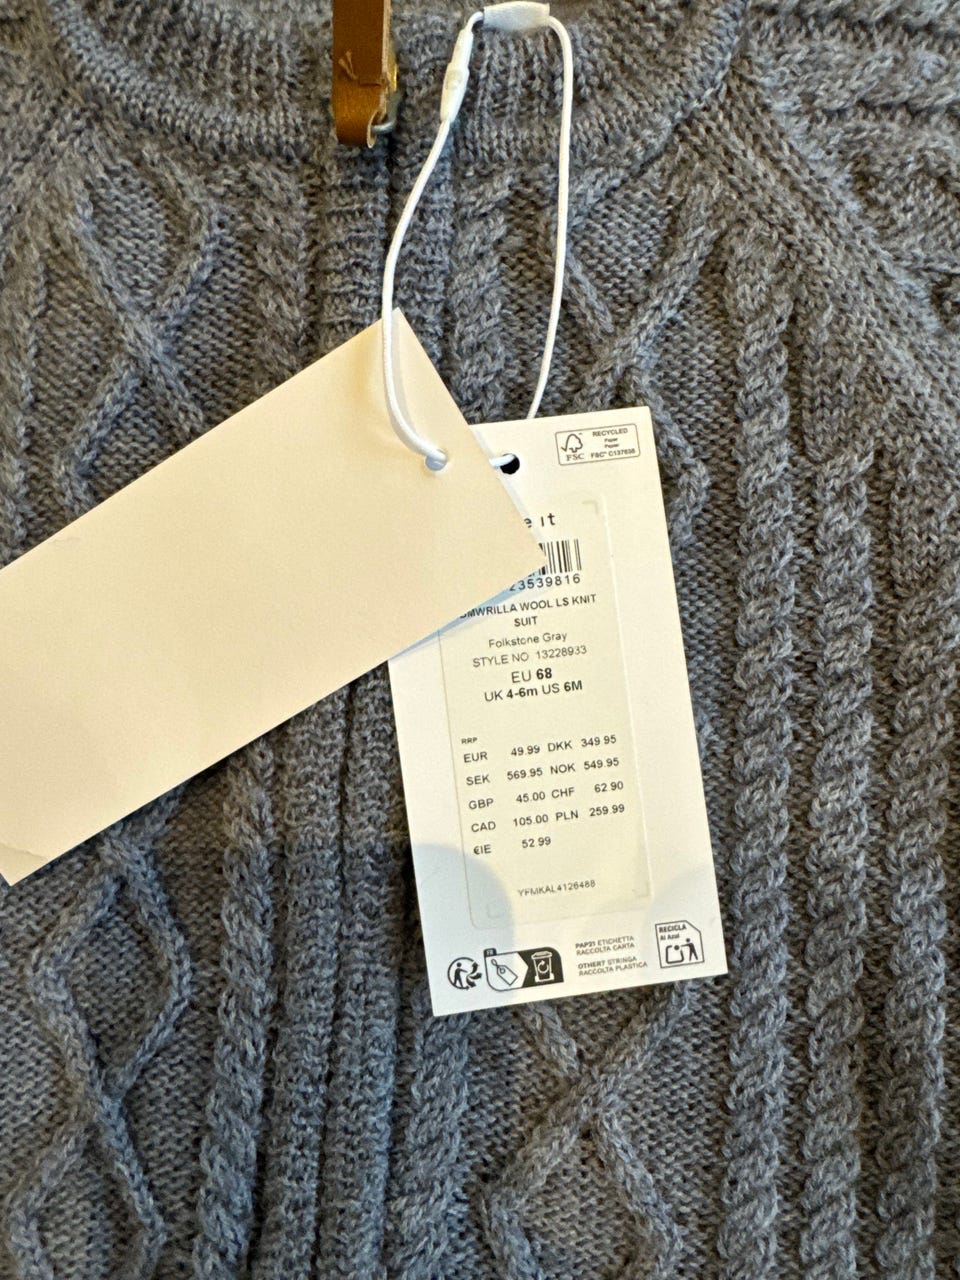 RECYCLED
Paper
Papier
FSC
FSC® C137638
23539816
WRILLA WOOL LS KNIT
SUIT
Folkstone Gray
STYLE NO 13228933
EU 68
UK 4-6m US 6M
RRP
EUR 49.99 DKK 349.95
SEK 569.95 NOK 549.95
GBP 45.00 CHF 62.90
CAD 105.00 PLN 259.99
€IE 52.99
YFMKAL4126488
FR
PAP21 ETICHETTA
RACCOLTA CARTA
OTHER7 STRINGA
RACCOLTA PLASTICA
RECICLA
Al Azul